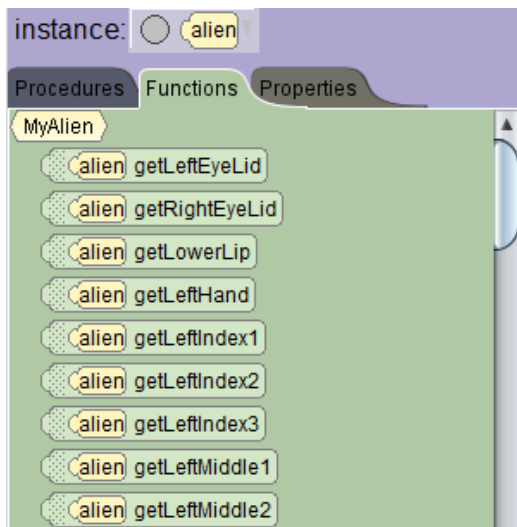 instance: alien
Procedures Functions Properties
MyAlien
alien getLeftEyeLid
alien getRightEyeLid
alien getLowerLip
alien getLeftHand
alien getLeftIndex1
alien getLeftIndex2
alien getLeftIndex3
alien getLeftMiddle1
alien getLeftMiddle2